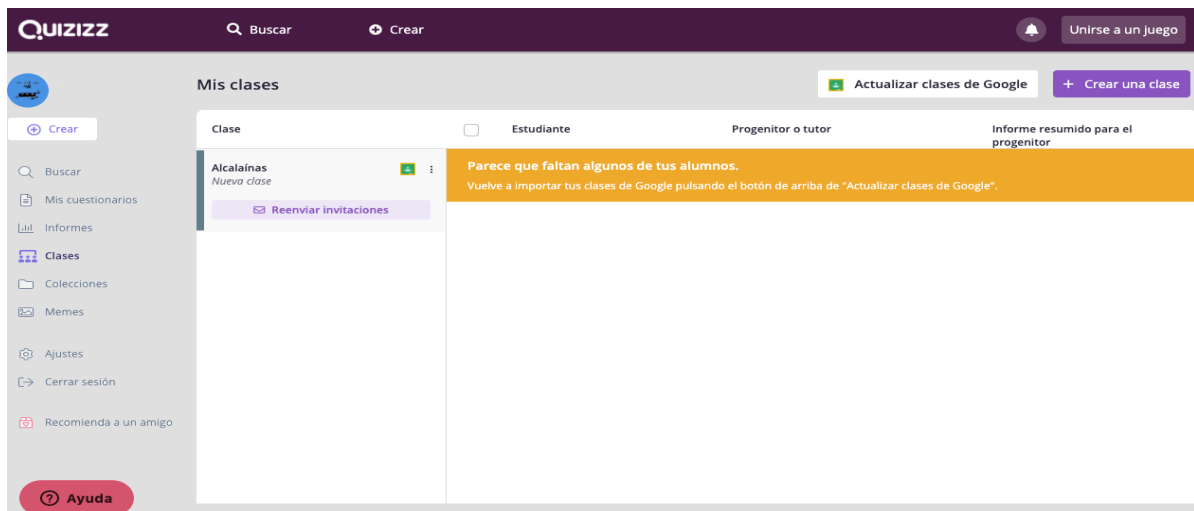 QUIZIZZ
Buscar
Crear
Unirse a un juego
Mis clases
Actualizar clases de Google
+ Crear una clase
Crear
Buscar
Mis cuestionarios
Informes
Clases
Colecciones
Memes
Ajustes
Cerrar sesión
Recomienda a un amigo
Ayuda
Clase
Estudiante
Progenitor o tutor
Informe resumido para el
progenitor
Alcalaínas
Nueva clase
Reenviar invitaciones
Parece que faltan algunos de tus alumnos.
Vuelve a importar tus clases de Google pulsando el botón de arriba de "Actualizar clases de Google".